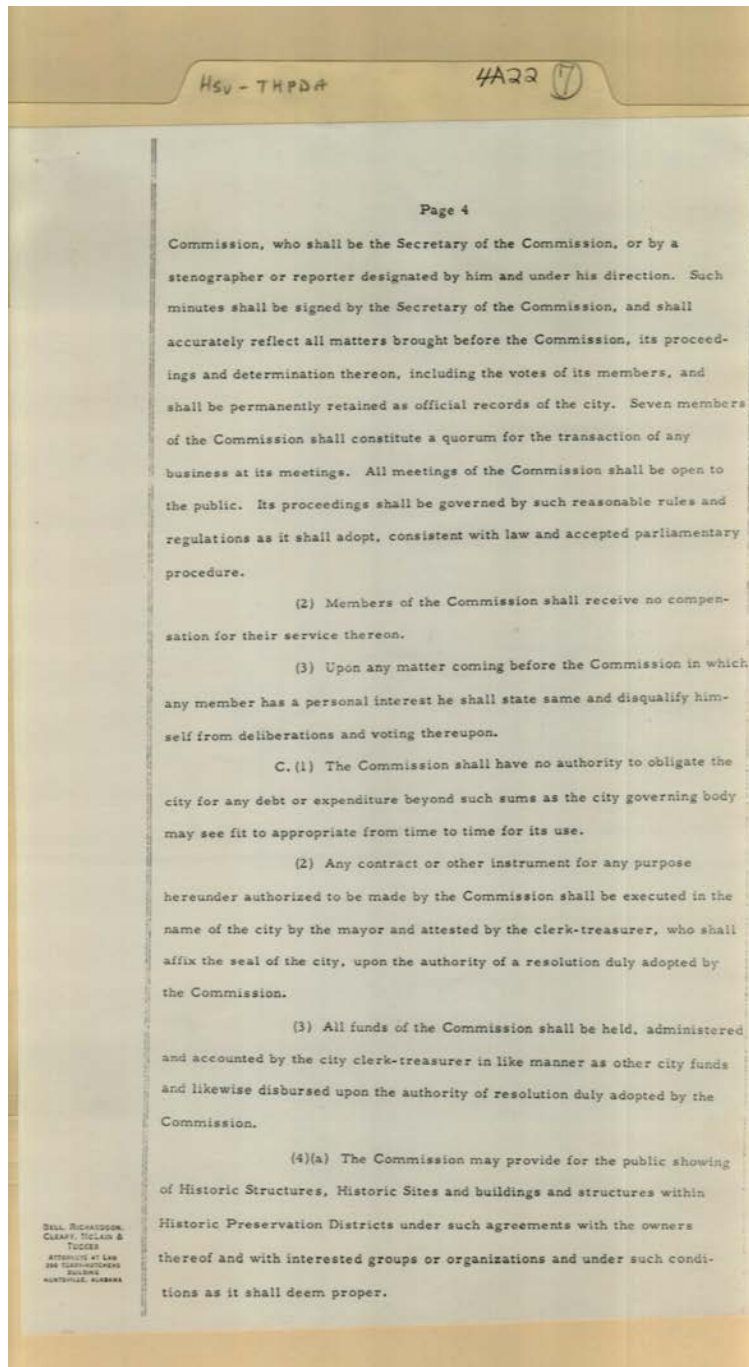 HSV - THPDA 4A22 7
Page 4
Commission, who shall be the Secretary of the Commission, or by a
stenographer or reporter designated by him and under his direction. Such
minutes shall be signed by the Secretary of the Commission, and shall
accurately reflect all matters brought before the Commission, its proceed-
ings and determination thereon, including the votes of its members, and
shall be permanently retained as official records of the city. Seven members
of the Commission shall constitute a quorum for the transaction of any
business at its meetings. All meetings of the Commission shall be open to
the public. Its proceedings shall be governed by such reasonable rules and
regulations as it shall adopt, consistent with law and accepted parliamentary
procedure.
(2) Members of the Commission shall receive no compen-
sation for their service thereon.
(3) Upon any matter coming before the Commission in which
any member has a personal interest he shall state same and disqualify him-
self from deliberations and voting thereupon.
C. (1) The Commission shall have no authority to obligate the
city for any debt or expenditure beyond such sums as the city governing body
may see fit to appropriate from time to time for its use.
(2) Any contract or other instrument for any purpose
hereunder authorized to be made by the Commission shall be executed in the
name of the city by the mayor and attested by the clerk-treasurer, who shall
affix the seal of the city, upon the authority of a resolution duly adopted by
the Commission.
(3) All funds of the Commission shall be held, administered
and accounted by the city clerk-treasurer in like manner as other city funds
and likewise disbursed upon the authority of resolution duly adopted by the
Commission.
(4)(a) The Commission may provide for the public showing
of Historic Structures, Historic Sites and buildings and structures within
Historic Preservation Districts under such agreements with the owners
thereof and with interested groups or organizations and under such condi-
tions as it shall deem proper.
BELL, RICHARDSON,
CLEARY, MCLAIN &
TUCKER
ATTORNEYS AT LAW
TERRY-HUTCHENS
BUILDING
HUNTSVILLE, ALABAMA